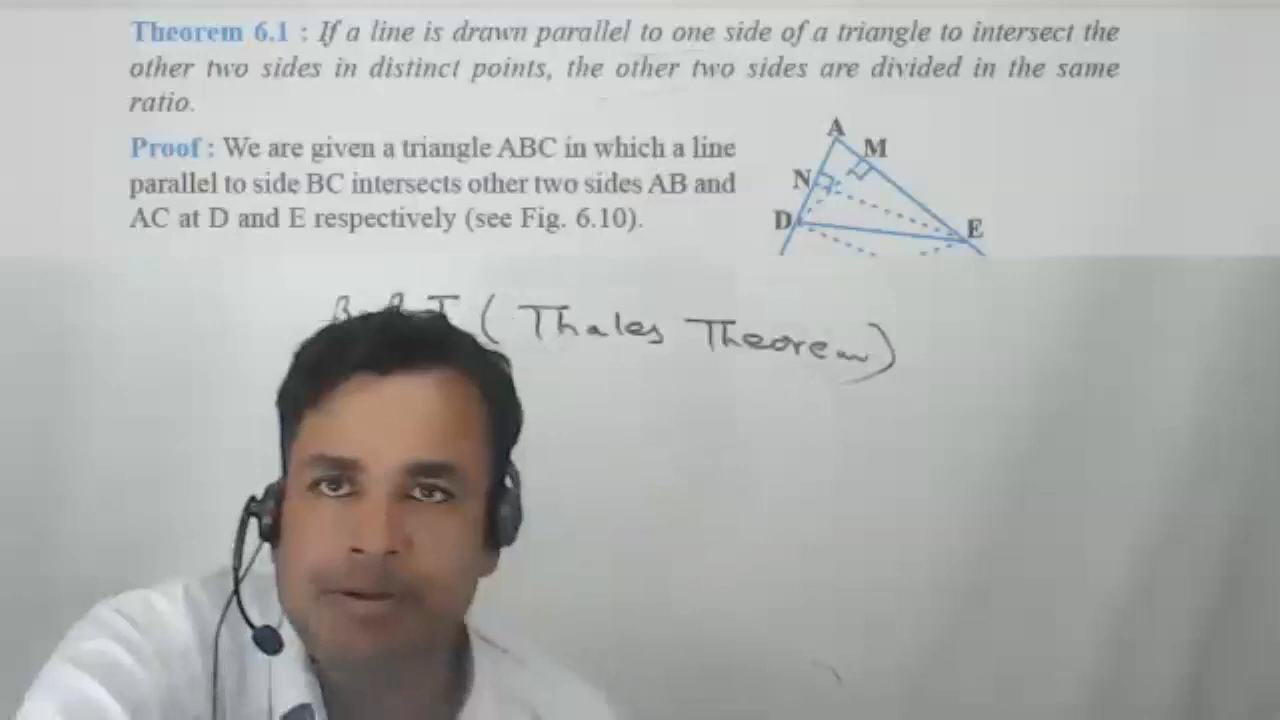 Theorem 6.1 : If a line is drawn parallel to one side of a triangle to intersect the
other two sides in distinct points, the other two sides are divided in the same
ratio.
Proof : We are given a triangle ABC in which a line
parallel to side BC intersects other two sides AB and
AC at D and E respectively (see Fig. 6.10).
A
M
N
D
E
(Thales Theorem)